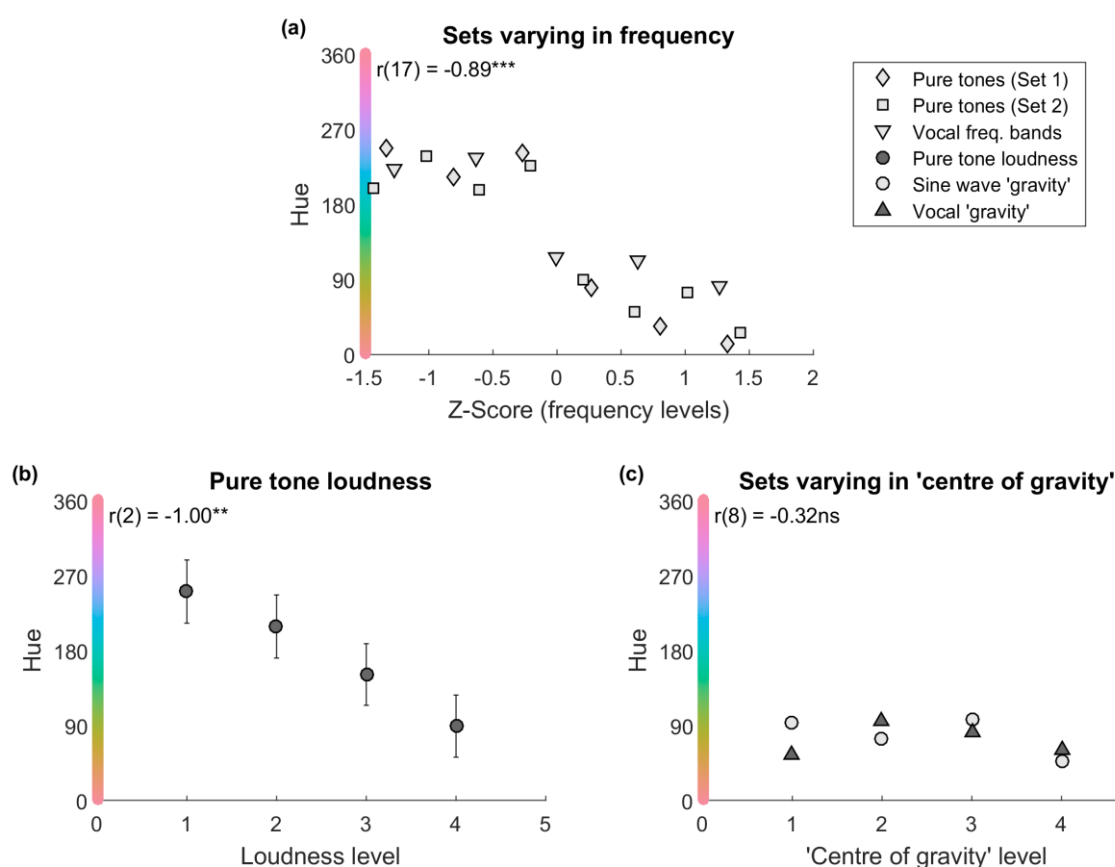 (a)
Sets varying in frequency
r(17) = -0.89***
360
270
180
90
0
Hue
-1.5 -1 -0.5 0 0.5 1 1.5 2
Z-Score (frequency levels)
Pure tones (Set 1)
Pure tones (Set 2)
Vocal freq. bands
Pure tone loudness
Sine wave 'gravity'
Vocal 'gravity'
(b)
Pure tone loudness
r(2) = -1.00**
360
270
180
90
0
Hue
0 1 2 3 4 5
Loudness level
(c)
Sets varying in 'centre of gravity'
r(8) = -0.32ns
360
270
180
90
0
Hue
0 1 2 3 4
'Centre of gravity' level